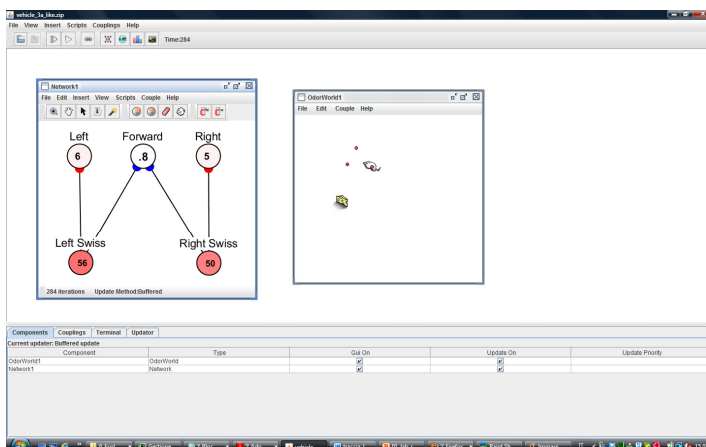 vehicle_3a_like.zip
File View Insert Scripts Couplings Help
Time:284
Network1
File Edit Insert View Scripts Couple Help
Left Forward Right
6 .8 5
Left Swiss Right Swiss
56 50
284 iterations Update Method:Buffered
OdorWorld1
File Edit Couple Help
Components Couplings Terminal Updator
Current updater: Buffered update
Component Type Gui On Update On Update Priority
OdorWorld1 OdorWorld
Network1 Network